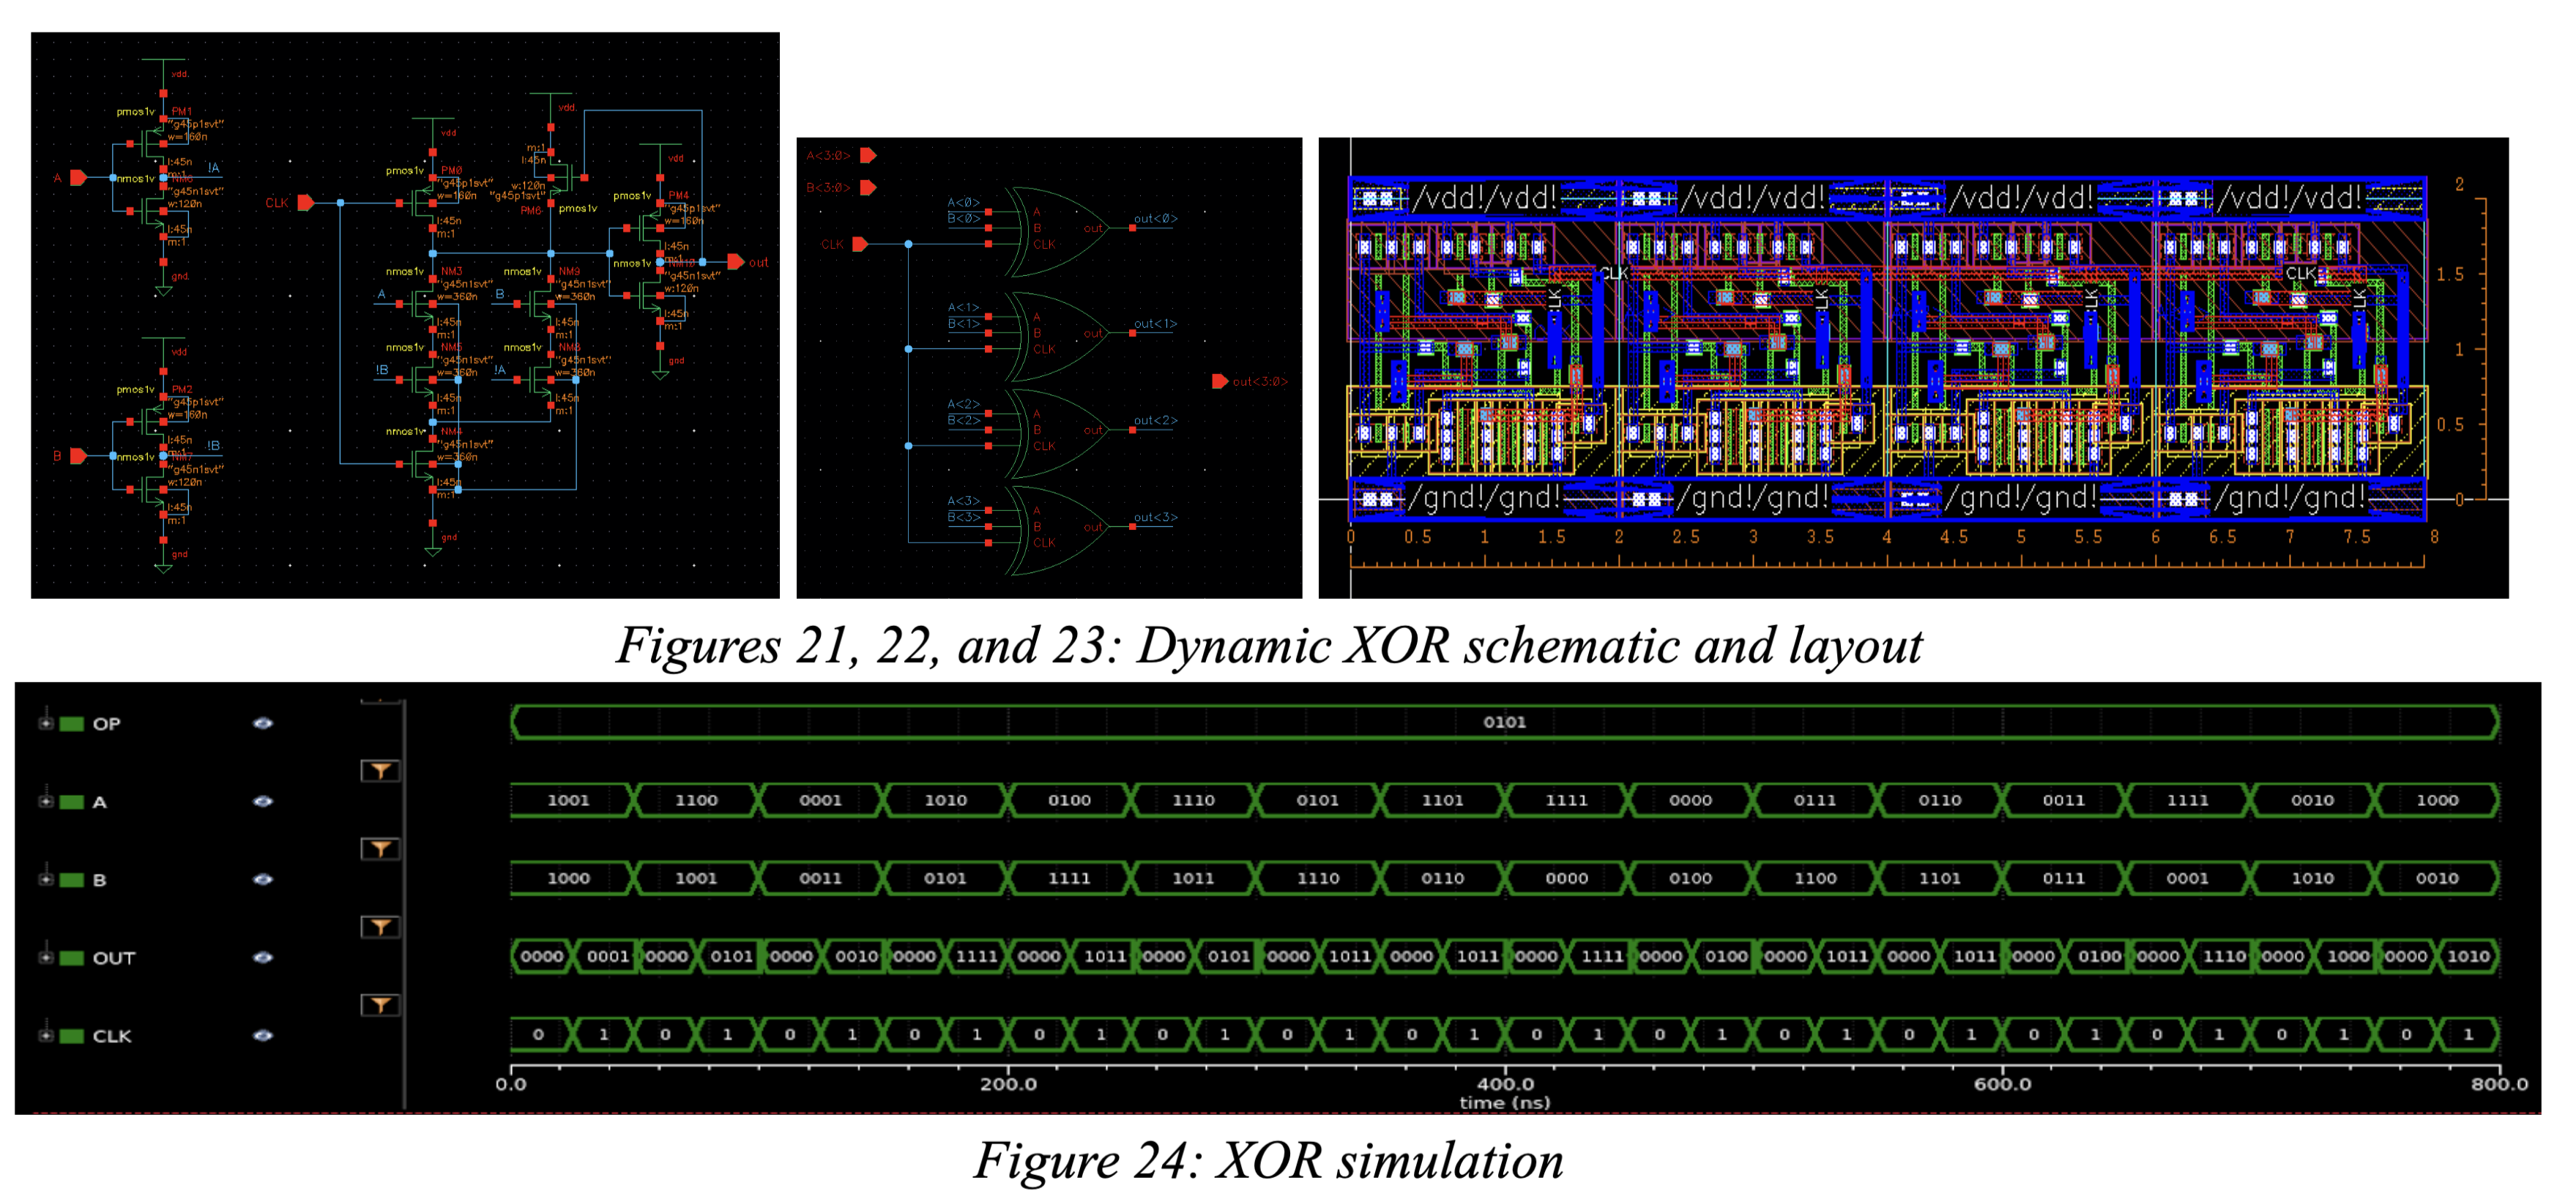 vdd
pmos1v PM1
"g45p1svt"
w=160n
l:45n
m:1
A
!A
nmos1v
"g45n1svt"
w:120n
l:45n
m:1
gnd
vdd
pmos1v PM2
"g45p1svt"
w=160n
l:45n
m:1
B
!B
nmos1v NM7
"g45n1svt"
w:120n
l:45n
m:1
gnd
CLK
vdd
pmos1v PM0
"g45p1svt"
w=160n
l:45n
m:1
nmos1v NM3
"g45n1svt"
A
w=360n
l:45n
m:1
nmos1v NM5
"g45n1svt"
!B
w=360n
l:45n
m:1
nmos1v NM4
"g45n1svt"
w=360n
l:45n
m:1
gnd
vdd
m:1
l:45n
w:120n
"g45p1svt"
PM6 pmos1v
nmos1v NM9
"g45n1svt"
B
w=360n
l:45n
m:1
nmos1v NM8
"g45n1svt"
!A
w=360n
l:45n
m:1
vdd
pmos1v PM4
"g45p1svt"
w=160n
l:45n
m:1
nmos1v
"g45n1svt"
w:120n
l:45n
m:1
out
gnd
A<3:0>
B<3:0>
CLK
A<0> A
B<0> B out out<0>
CLK
A<1> A
B<1> B out out<1>
CLK
out<3:0>
A<2> A
B<2> B out out<2>
CLK
A<3> A
B<3> B out out<3>
CLK
/vdd!/vdd! /vdd!/vdd! /vdd!/vdd! /vdd!/vdd!
CLK CLK
LK LK LK LK
/gnd!/gnd! /gnd!/gnd! /gnd!/gnd! /gnd!/gnd!
2
1.5
1
0.5
0
0 0.5 1 1.5 2 2.5 3 3.5 4 4.5 5 5.5 6 6.5 7 7.5 8
Figures 21, 22, and 23: Dynamic XOR schematic and layout
OP 0101
A 1001 1100 0001 1010 0100 1110 0101 1101 1111 0000 0111 0110 0011 1111 0010 1000
B 1000 1001 0011 0101 1111 1011 1110 0110 0000 0100 1100 1101 0111 0001 1010 0010
OUT 0000 0001 0000 0101 0000 0010 0000 1111 0000 1011 0000 0101 0000 1011 0000 1011 0000 1111 0000 0100 0000 1011 0000 1011 0000 0100 0000 1110 0000 1000 0000 1010
CLK 0 1 0 1 0 1 0 1 0 1 0 1 0 1 0 1 0 1 0 1 0 1 0 1 0 1 0 1 0 1 0 1
0.0 200.0 400.0 600.0 800.0
time (ns)
Figure 24: XOR simulation